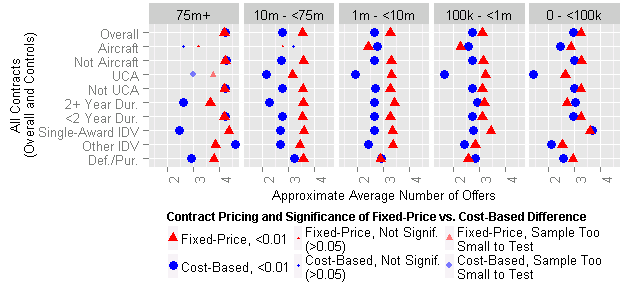 75m+
10m - <75m
1m - <10m
100k - <1m
0 - <100k
All Contracts
(Overall and Controls)
Overall
Aircraft
Not Aircraft
UCA
Not UCA
2+ Year Dur.
<2 Year Dur.
Single-Award IDV
Other IDV
Def./Pur.
2 3 4
2 3 4
2 3 4
2 3 4
2 3 4
Approximate Average Number of Offers
Contract Pricing and Significance of Fixed-Price vs. Cost-Based Difference
Fixed-Price, <0.01
Fixed-Price, Not Signif.
(>0.05)
Fixed-Price, Sample Too
Small to Test
Cost-Based, <0.01
Cost-Based, Not Signif.
(>0.05)
Cost-Based, Sample Too
Small to Test